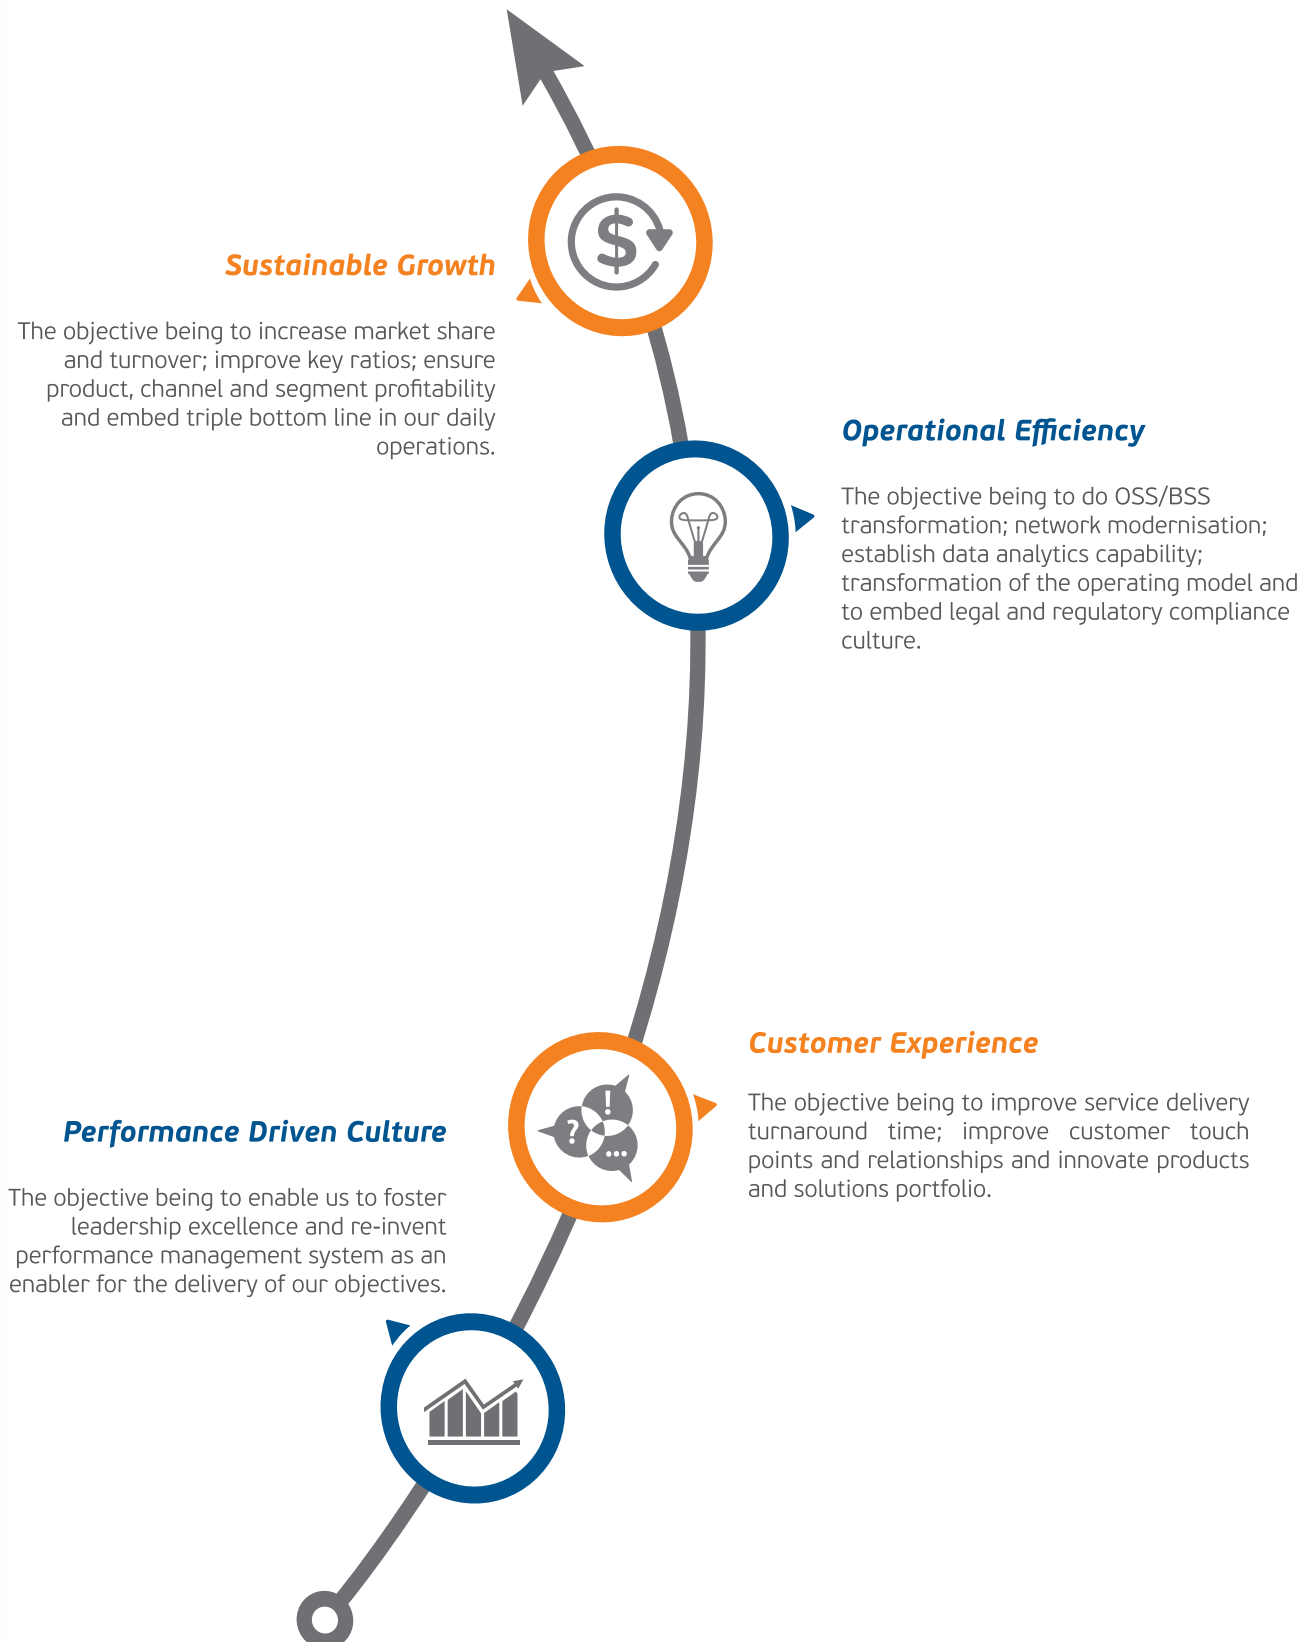 Sustainable Growth
The objective being to increase market share
and turnover; improve key ratios; ensure
product, channel and segment profitability
and embed triple bottom line in our daily
operations.
Operational Efficiency
The objective being to do OSS/BSS
transformation; network modernisation;
establish data analytics capability;
transformation of the operating model and
to embed legal and regulatory compliance
culture.
Customer Experience
The objective being to improve service delivery
turnaround time; improve customer touch
points and relationships and innovate products
and solutions portfolio.
Performance Driven Culture
The objective being to enable us to foster
leadership excellence and re-invent
performance management system as an
enabler for the delivery of our objectives.